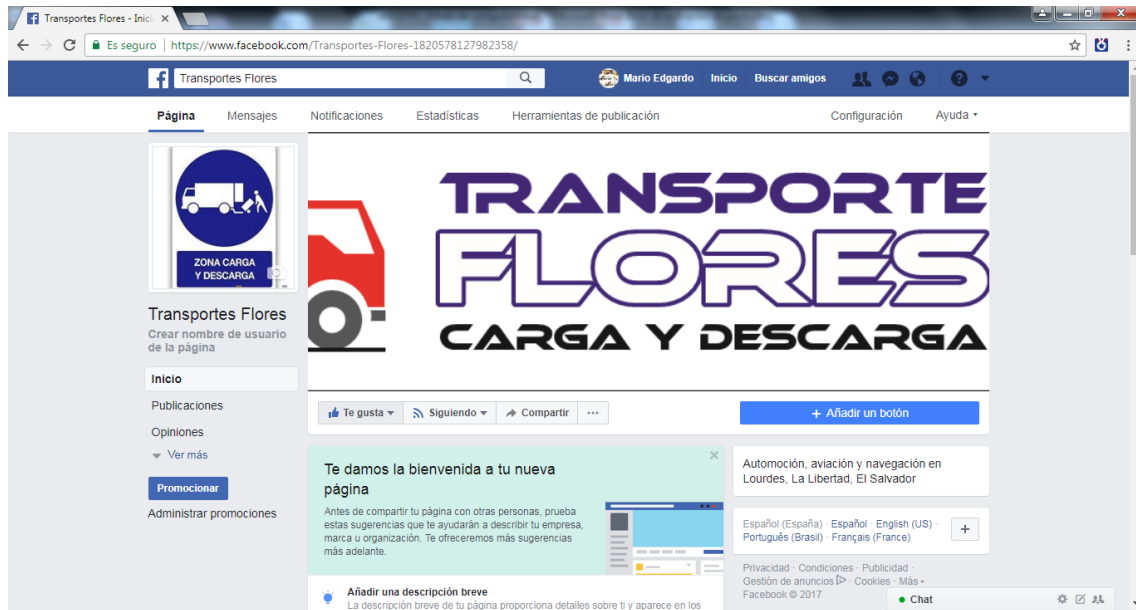 Transportes Flores - Inici
Es seguro | https://www.facebook.com/Transportes-Flores-1820578127982358/
Transportes Flores
Mario Edgardo Inicio Buscar amigos
Página Mensajes Notificaciones Estadísticas Herramientas de publicación Configuración Ayuda
ZONA CARGA
Y DESCARGA
TRANSPORTE
FLORES
CARGA Y DESCARGA
Transportes Flores
Crear nombre de usuario
de la página
Inicio
Publicaciones
Opiniones
Ver más
Promocionar
Administrar promociones
Te gusta Siguiendo Compartir ...
+ Añadir un botón
Te damos la bienvenida a tu nueva
página
Antes de compartir tu página con otras personas, prueba
estas sugerencias que te ayudarán a describir tu empresa,
marca u organización. Te ofreceremos más sugerencias
más adelante.
Añadir una descripción breve
La descripción breve de tu página proporciona detalles sobre ti y aparece en los
Automoción, aviación y navegación en
Lourdes, La Libertad, El Salvador
Español (España) · Español · English (US) ·
Português (Brasil) · Français (France)
+
Privacidad · Condiciones · Publicidad ·
Gestión de anuncios · Cookies · Más
Facebook © 2017
Chat